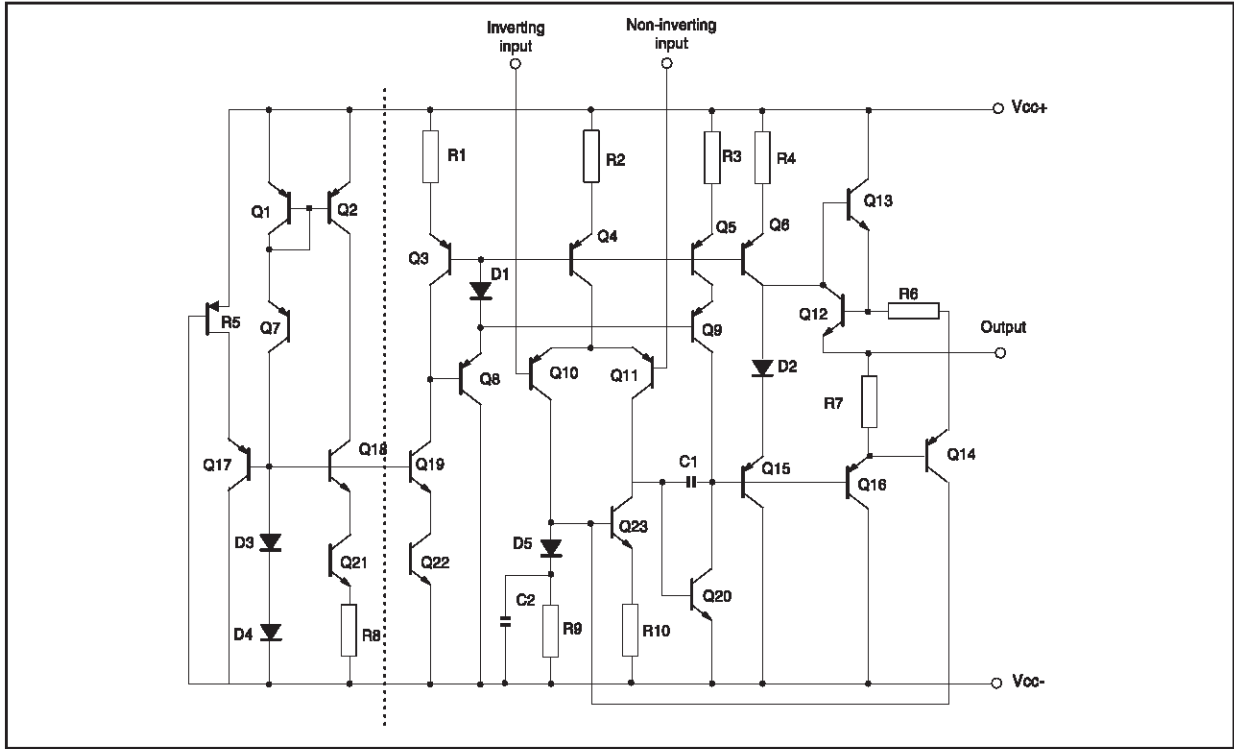 Inverting
input
Non-inverting
input
Vcc+
R1
R2
R3
R4
Q1
Q2
Q13
Q3
D1
Q4
Q5
Q6
R5
Q7
Q12
R6
Output
Q8
Q10
Q11
Q9
D2
R7
Q17
Q18
Q19
C1
Q15
Q16
Q14
D3
Q21
Q22
D5
Q23
C2
Q20
D4
R8
R9
R10
Vcc-